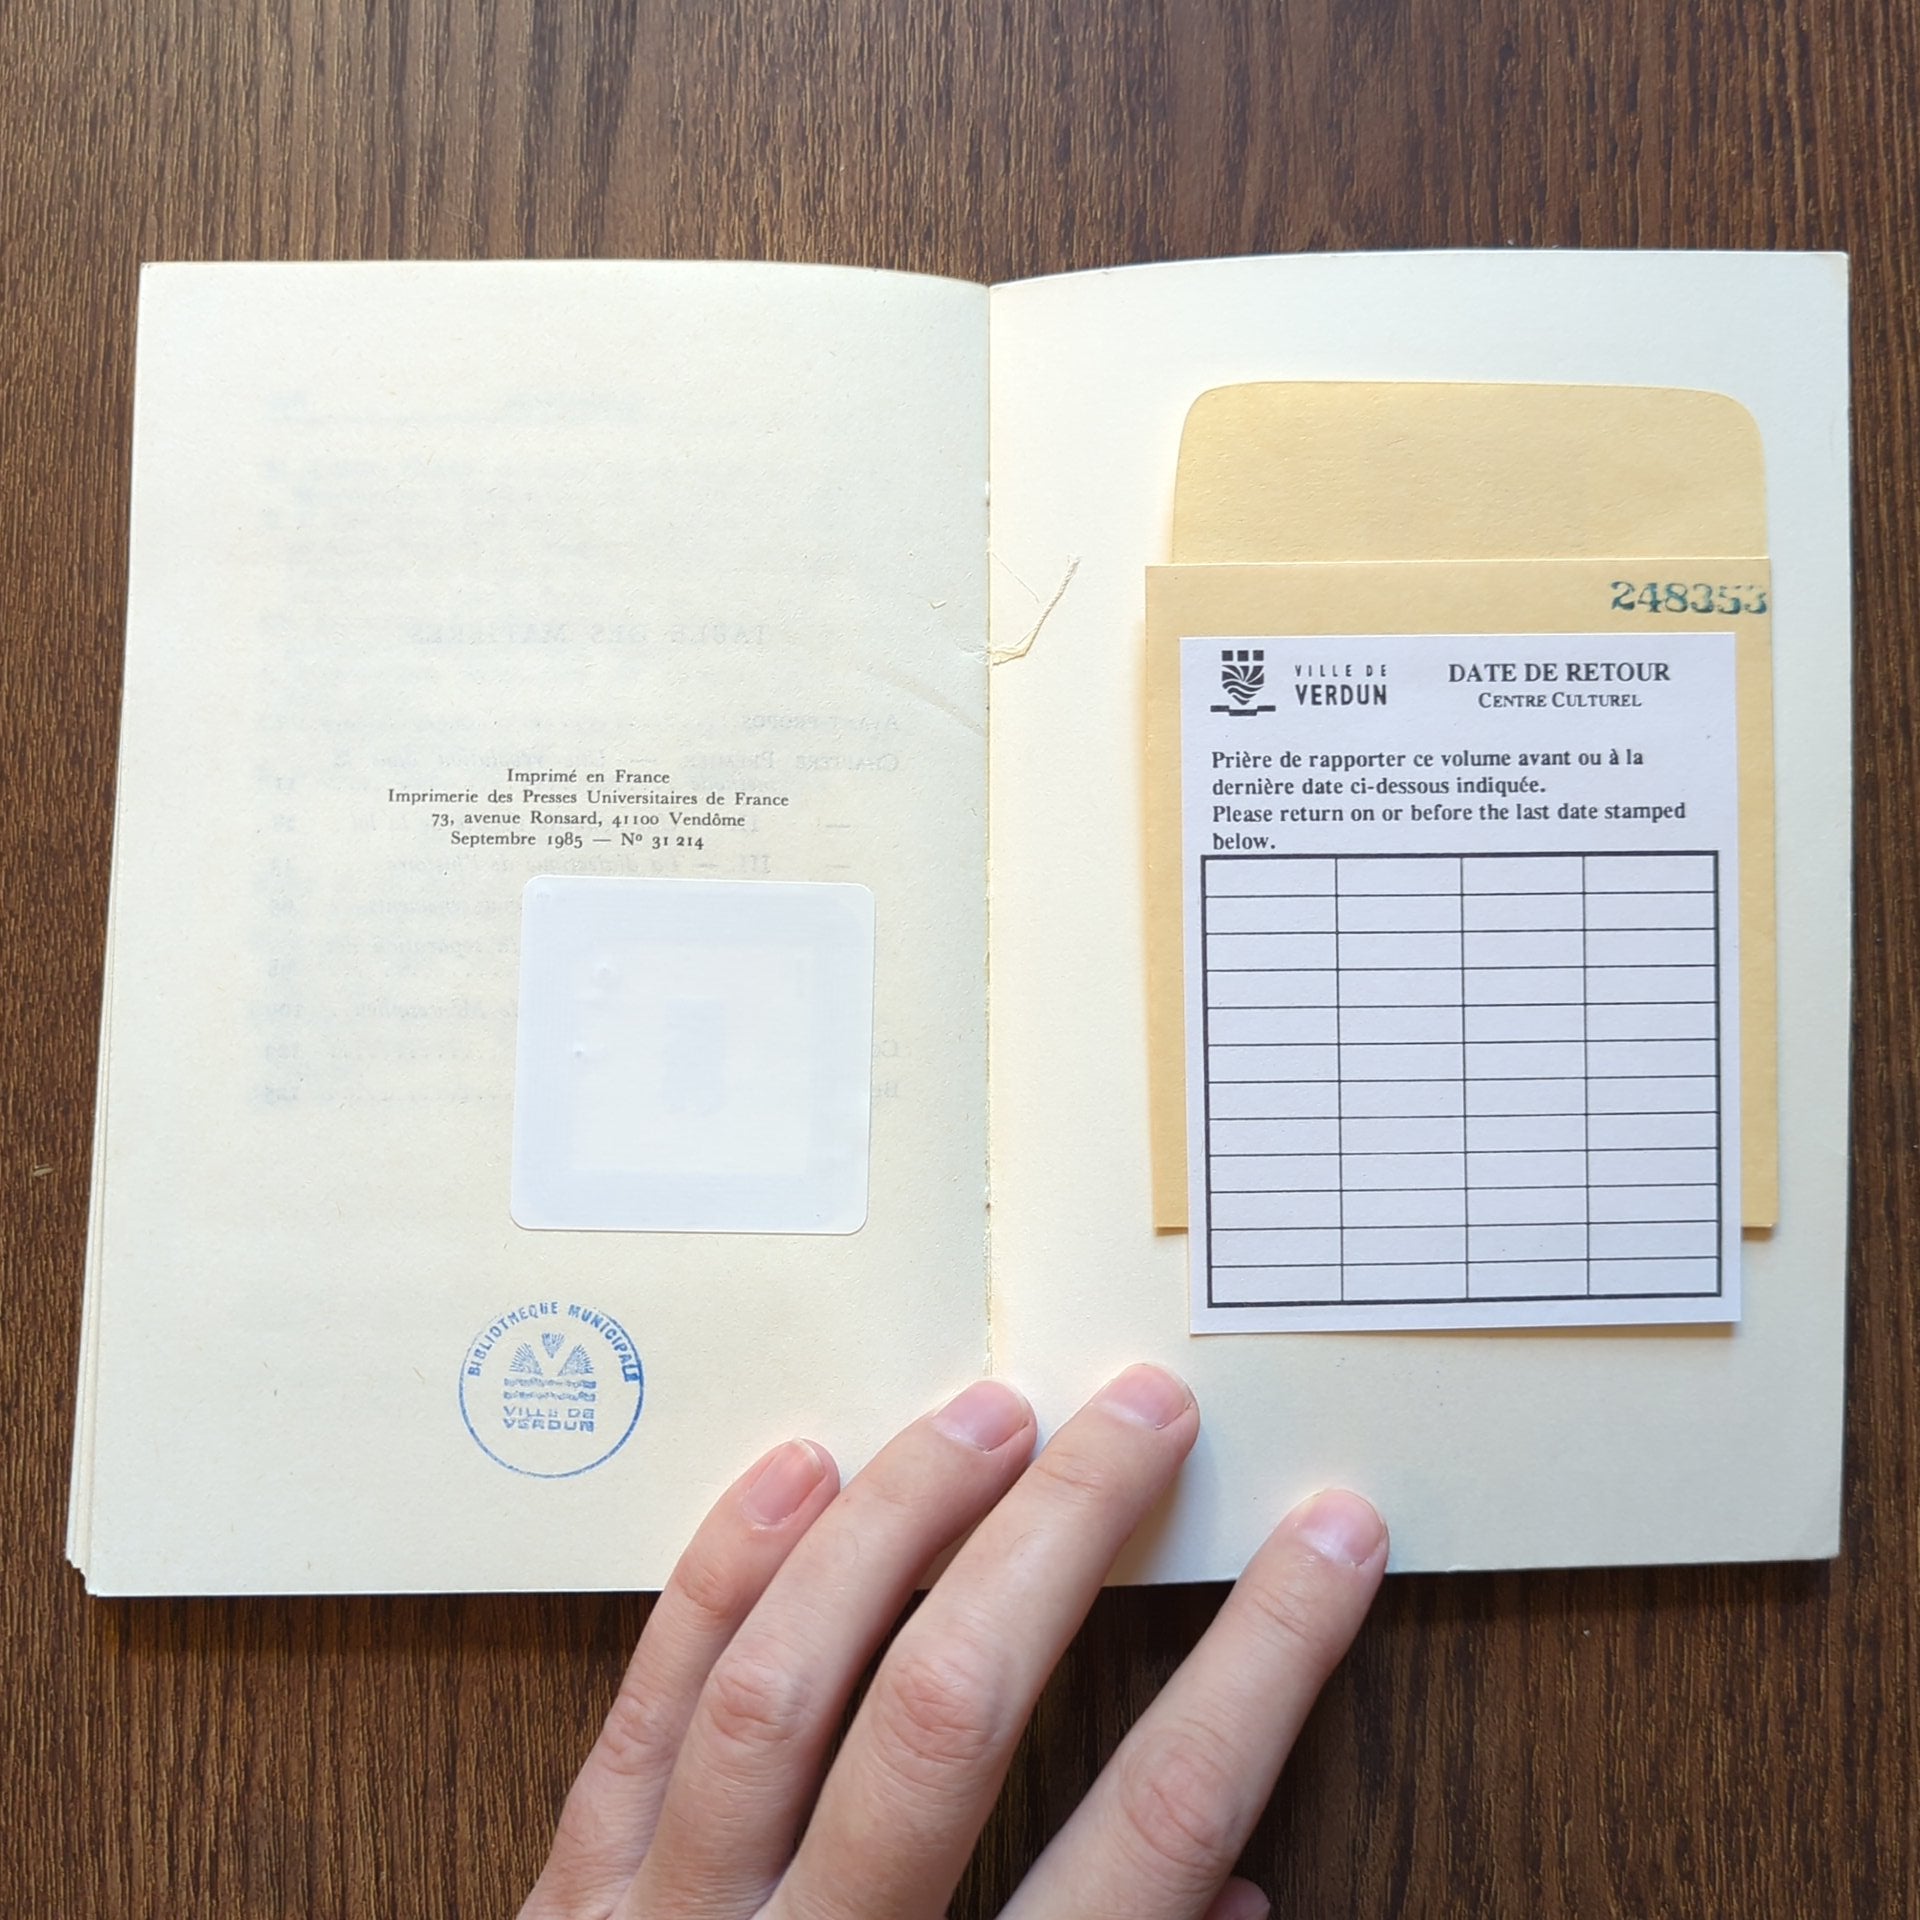 Imprimé en France
Imprimerie des Presses Universitaires de France
73, avenue Ronsard, 41100 Vendôme
Septembre 1985 — Nº 31 214
BIBLIOTHEQUE MUNICIPALE
VILLE DE
VERDUN
248353
VILLE DE
VERDUN
DATE DE RETOUR
CENTRE CULTUREL
Prière de rapporter ce volume avant ou à la
dernière date ci-dessous indiquée.
Please return on or before the last date stamped
below.